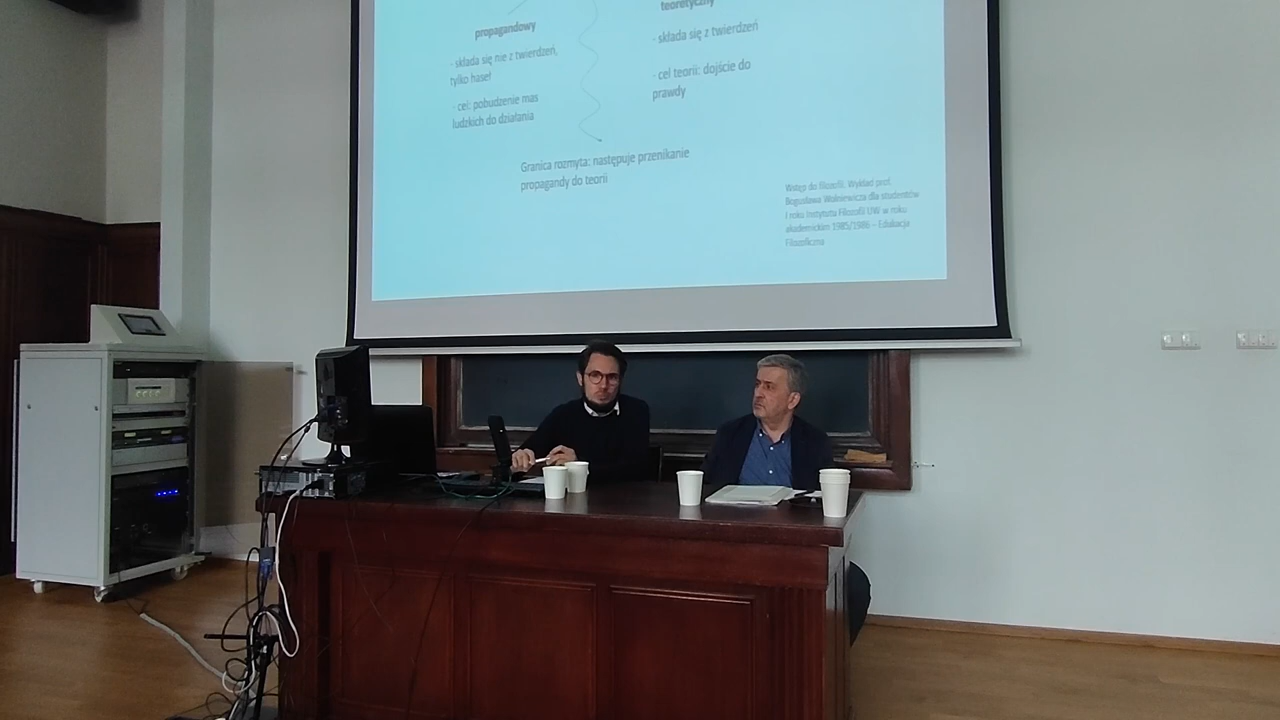 propagandowy
- składa się nie z twierdzeń,
tylko haseł
- cel: pobudzenie mas
ludzkich do działania
teoretyczny
- składa się z twierdzeń
- cel teorii: dojście do
prawdy
Granica rozmyta: następuje przenikanie
propagandy do teorii
Wstęp do filozofii. Wykład prof.
Bogusława Wolniewicza dla studentów
I roku Instytutu Filozofii UW w roku
akademickim 1985/1986 – Edukacja
Filozoficzna